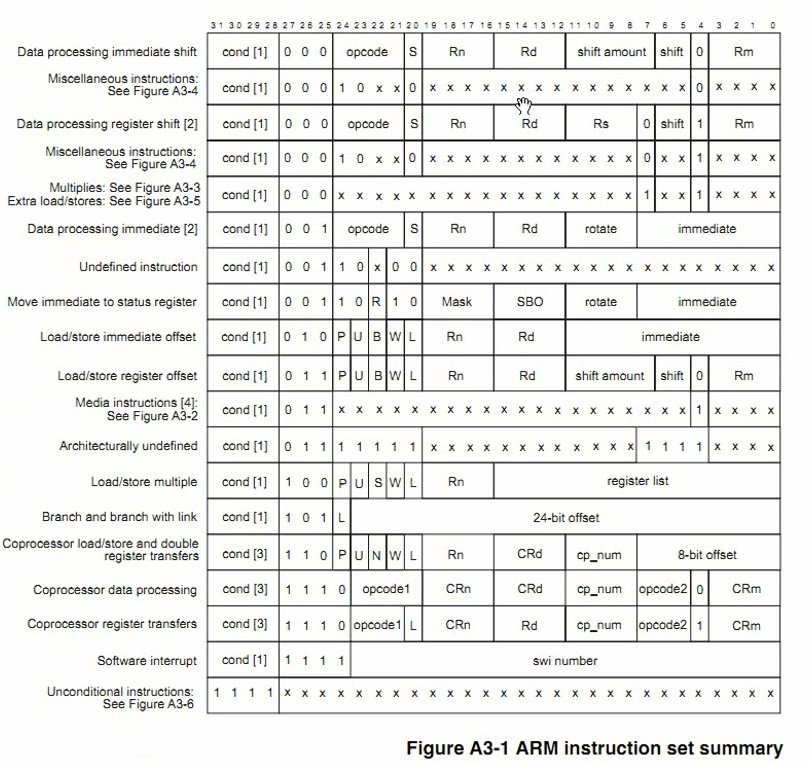 31 30 29 28 27 26 25 24 23 22 21 20 19 18 17 16 15 14 13 12 11 10 9 8 7 6 5 4 3 2 1 0
Data processing immediate shift cond [1] 0 0 0 opcode S Rn Rd shift amount shift 0 Rm
Miscellaneous instructions:
See Figure A3-4 cond [1] 0 0 0 1 0 x x 0 x x x x x x x x x x x x x x x 0 x x x x
Data processing register shift [2] cond [1] 0 0 0 opcode S Rn Rd Rs 0 shift 1 Rm
Miscellaneous instructions:
See Figure A3-4 cond [1] 0 0 0 1 0 x x 0 x x x x x x x x x x x x 0 x x 1 x x x x
Multiplies: See Figure A3-3
Extra load/stores: See Figure A3-5 cond [1] 0 0 0 x x x x x x x x x x x x x x x x x 1 x x 1 x x x x
Data processing immediate [2] cond [1] 0 0 1 opcode S Rn Rd rotate immediate
Undefined instruction cond [1] 0 0 1 1 0 x 0 0 x x x x x x x x x x x x x x x x x x x x
Move immediate to status register cond [1] 0 0 1 1 0 R 1 0 Mask SBO rotate immediate
Load/store immediate offset cond [1] 0 1 0 P U B W L Rn Rd immediate
Load/store register offset cond [1] 0 1 1 P U B W L Rn Rd shift amount shift 0 Rm
Media instructions [4]:
See Figure A3-2 cond [1] 0 1 1 x x x x x x x x x x x x x x x x x x x x 1 x x x x
Architecturally undefined cond [1] 0 1 1 1 1 1 1 1 x x x x x x x x x x x x 1 1 1 1 x x x x
Load/store multiple cond [1] 1 0 0 P U S W L Rn register list
Branch and branch with link cond [1] 1 0 1 L 24-bit offset
Coprocessor load/store and double
register transfers cond [3] 1 1 0 P U N W L Rn CRd cp_num 8-bit offset
Coprocessor data processing cond [3] 1 1 1 0 opcode1 CRn CRd cp_num opcode2 0 CRm
Coprocessor register transfers cond [3] 1 1 1 0 opcode1 L CRn Rd cp_num opcode2 1 CRm
Software interrupt cond [1] 1 1 1 1 swi number
Unconditional instructions:
See Figure A3-6 1 1 1 1 x x x x x x x x x x x x x x x x x x x x x x x x x x x x
Figure A3-1 ARM instruction set summary